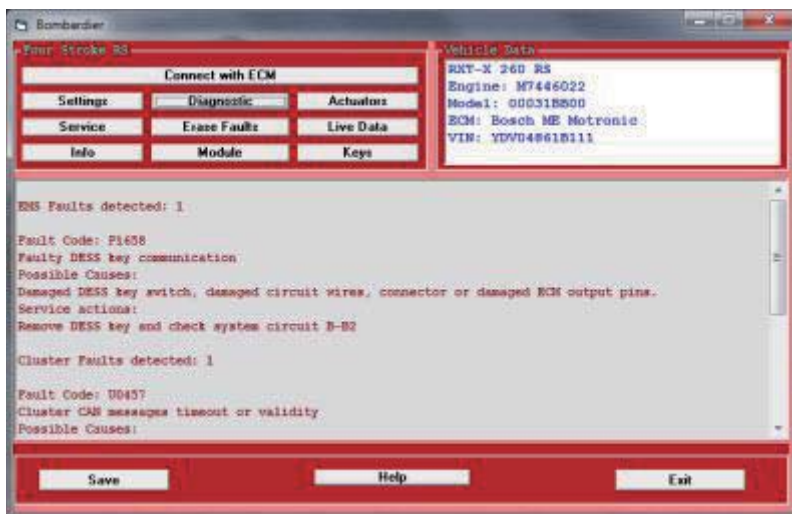 Bombardier
Four Stroke RS
Connect with ECM
Settings Diagnostic Actuators
Service Erase Faults Live Data
Info Module Keys
Vehicle Data
RXT-X 260 RS
Engine: M7446022
Model: 00031BB00
ECM: Bosch ME Motronic
VIN: YDV04861B111
EMS Faults detected: 1
Fault Code: P1658
Faulty DESS key communication
Possible Causes:
Damaged DESS key switch, damaged circuit wires, connector or damaged ECM output pins.
Service actions:
Remove DESS key and check system circuit B-B2
Cluster Faults detected: 1
Fault Code: U0457
Cluster CAN messages timeout or validity
Possible Causes:
Save Help Exit